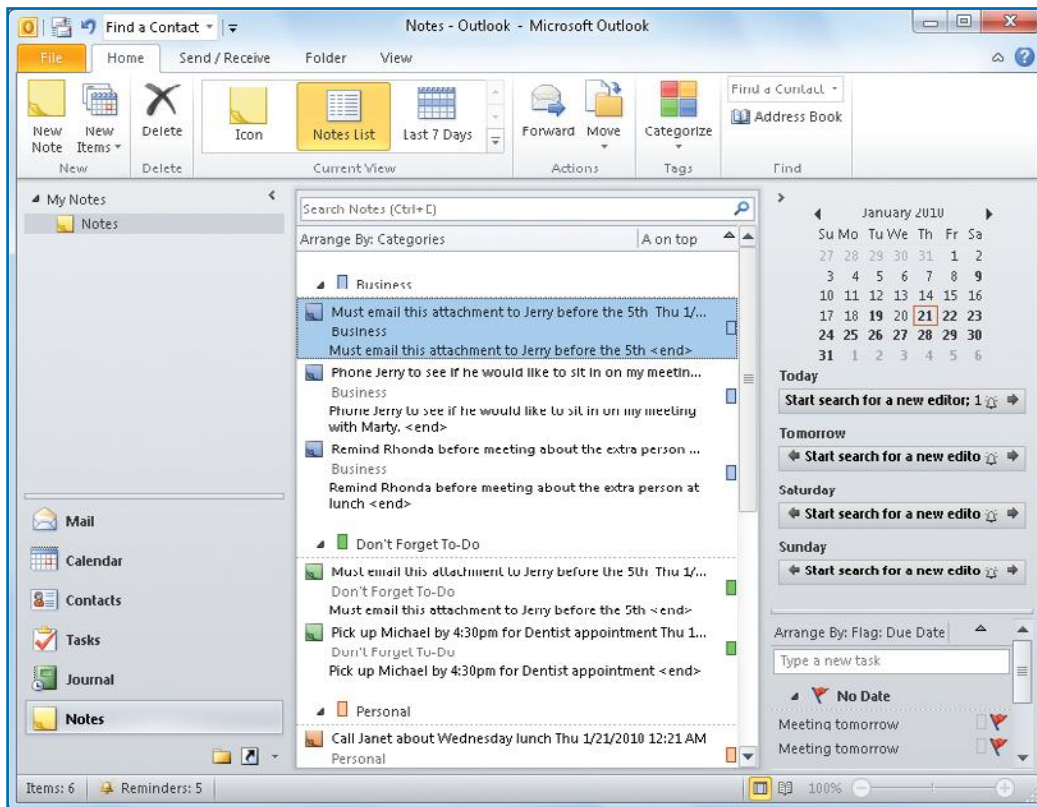 Find a Contact
Notes - Outlook - Microsoft Outlook
File Home Send / Receive Folder View
New Note
New Items
Delete
Icon
Notes List
Last 7 Days
Forward
Move
Categorize
Find a Contact
Address Book
New Delete Current View Actions Tags Find
My Notes
Notes
Mail
Calendar
Contacts
Tasks
Journal
Notes
Search Notes (Ctrl+E)
Arrange By: Categories A on top
Business
Must email this attachment to Jerry before the 5th Thu 1/...
Business
Must email this attachment to Jerry before the 5th <end>
Phone Jerry to see if he would like to sit in on my meetin...
Business
Phone Jerry to see if he would like to sit in on my meeting
with Marty. <end>
Remind Rhonda before meeting about the extra person ...
Business
Remind Rhonda before meeting about the extra person at
lunch <end>
Don't Forget To-Do
Must email this attachment to Jerry before the 5th Thu 1/...
Don't Forget To-Do
Must email this attachment to Jerry before the 5th <end>
Pick up Michael by 4:30pm for Dentist appointment Thu 1...
Don't Forget To-Do
Pick up Michael by 4:30pm for Dentist appointment <end>
Personal
Call Janet about Wednesday lunch Thu 1/21/2010 12:21 AM
Personal
January 2010
Su Mo Tu We Th Fr Sa
27 28 29 30 31 1 2
3 4 5 6 7 8 9
10 11 12 13 14 15 16
17 18 19 20 21 22 23
24 25 26 27 28 29 30
31 1 2 3 4 5 6
Today
Start search for a new editor; 1
Tomorrow
Start search for a new edito
Saturday
Start search for a new edito
Sunday
Start search for a new edito
Arrange By: Flag: Due Date
Type a new task
No Date
Meeting tomorrow
Meeting tomorrow
Items: 6 Reminders: 5 100%